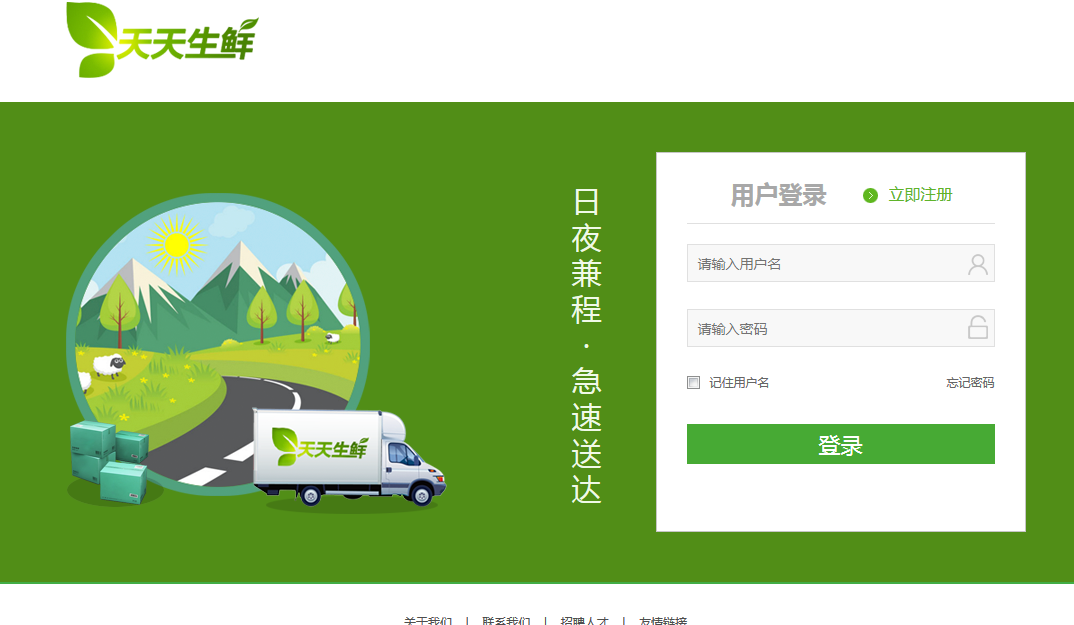 天天生鲜
日夜兼程·急速送达
天天生鲜
用户登录 立即注册
请输入用户名
请输入密码
记住用户名 忘记密码
登录
关于我们 | 联系我们 | 招聘人才 | 友情链接